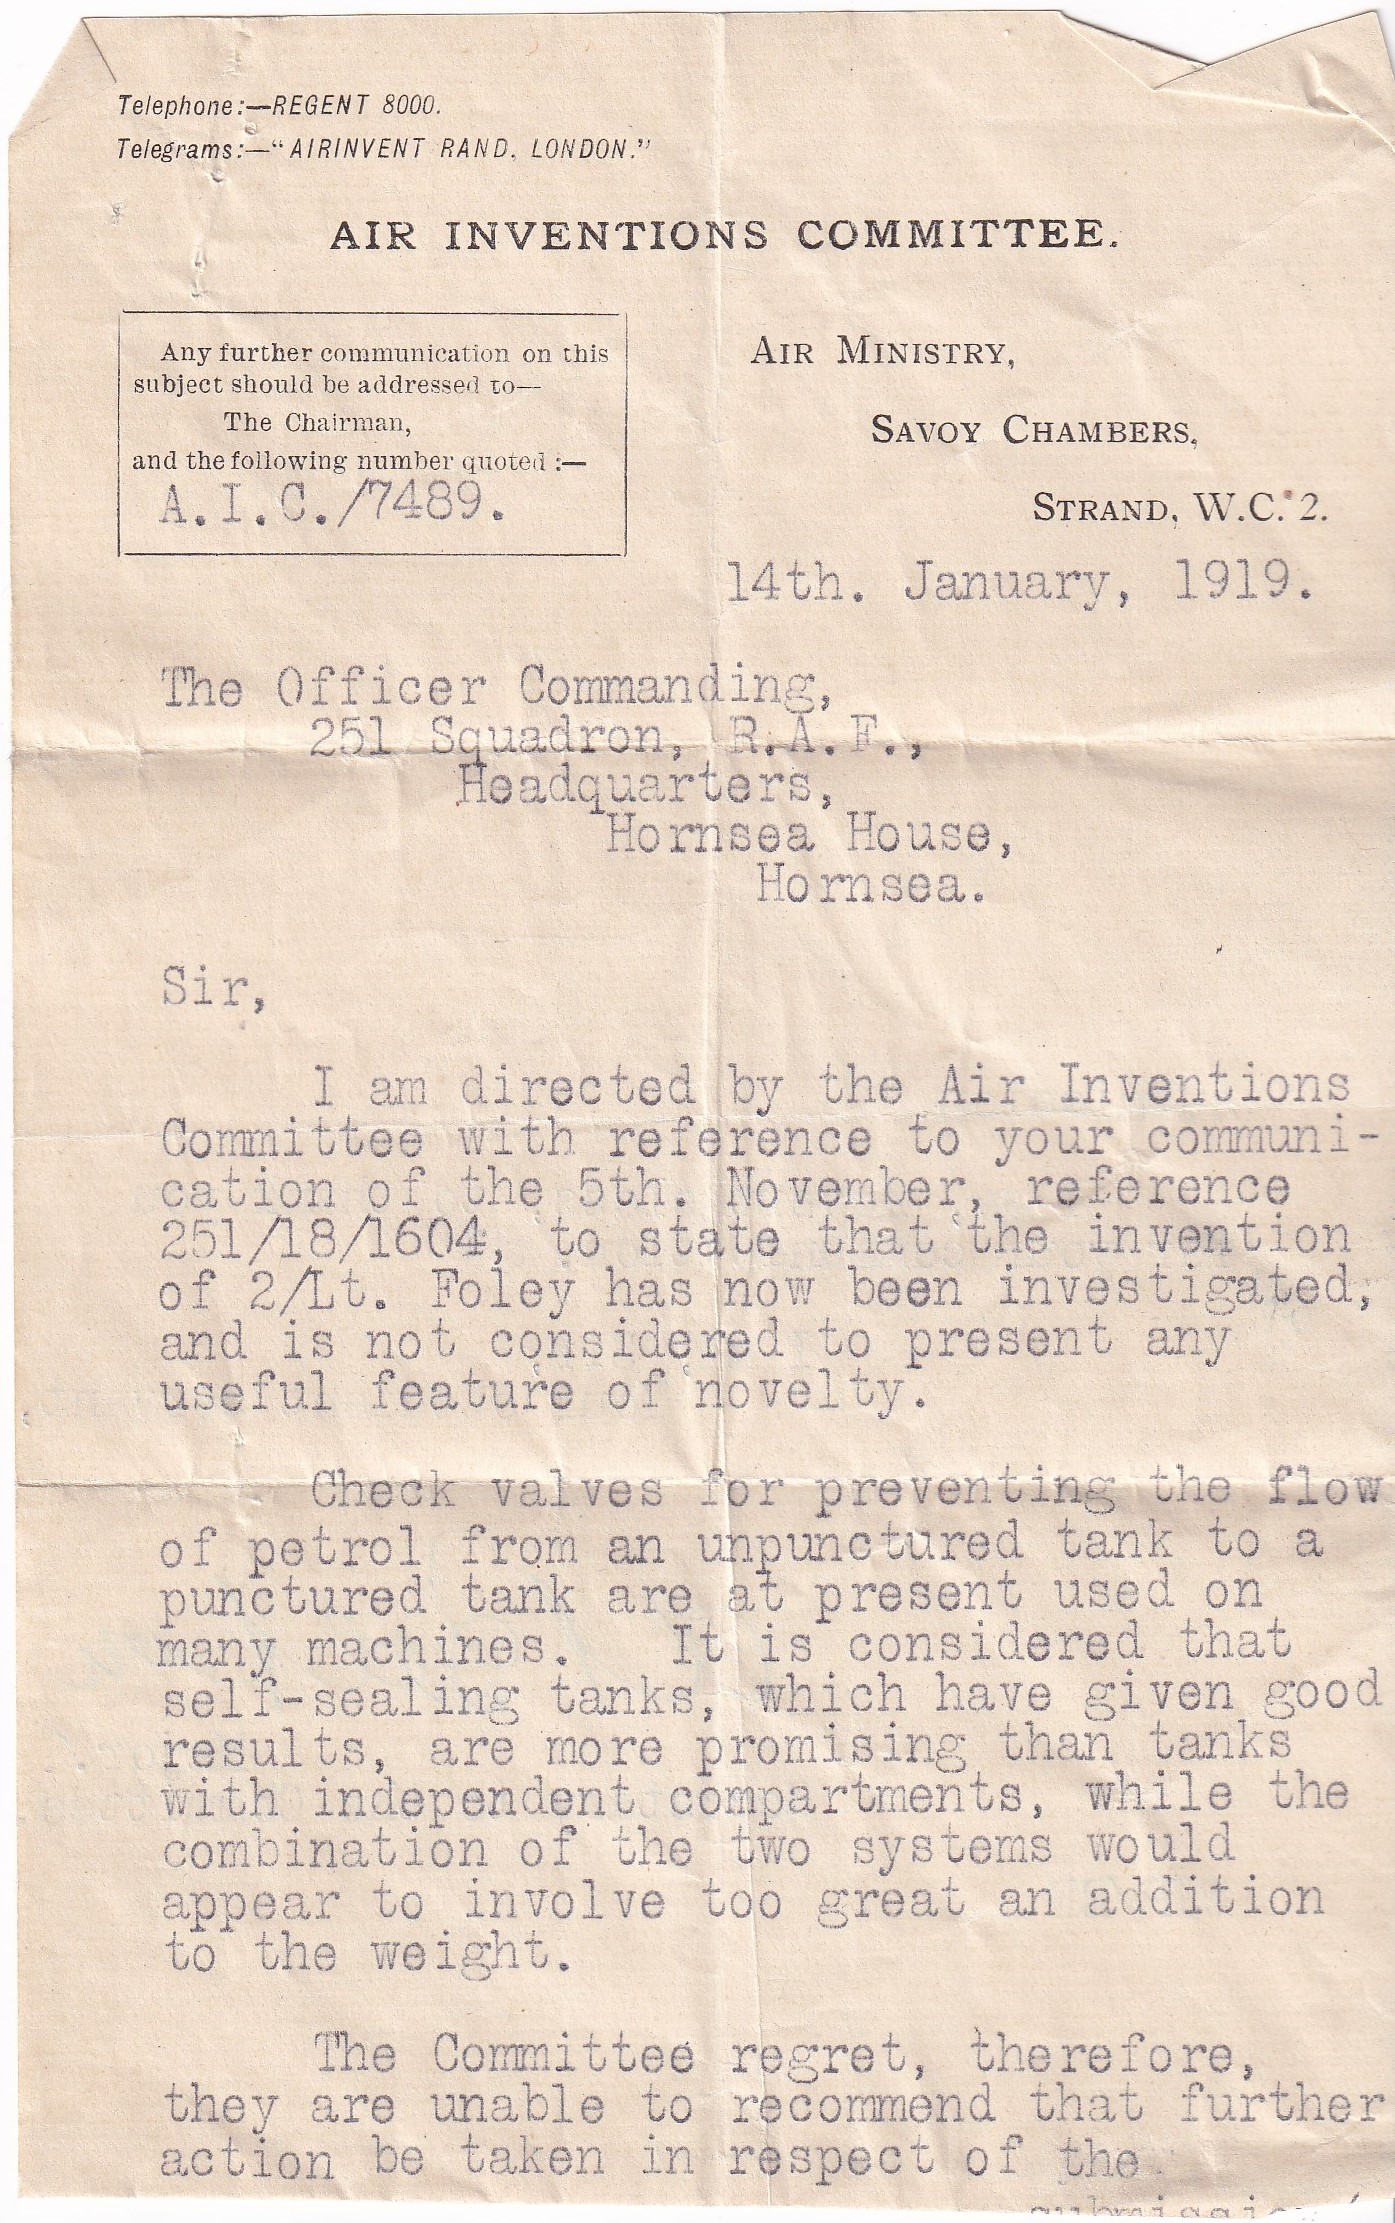 Telephone:—REGENT 8000.
Telegrams:—"AIRINVENT RAND, LONDON."
AIR INVENTIONS COMMITTEE.
Any further communication on this
subject should be addressed to—
The Chairman,
and the following number quoted :—
A.I.C./7489.
AIR MINISTRY,
SAVOY CHAMBERS,
STRAND, W.C. 2.
14th. January, 1919.
The Officer Commanding,
251 Squadron, R.A.F.,
Headquarters,
Hornsea House,
Hornsea.
Sir,
I am directed by the Air Inventions
Committee with reference to your communi-
cation of the 5th. November, reference
251/18/1604, to state that the invention
of 2/Lt. Foley has now been investigated,
and is not considered to present any
useful feature of novelty.
Check valves for preventing the flow
of petrol from an unpunctured tank to a
punctured tank are at present used on
many machines. It is considered that
self-sealing tanks, which have given good
results, are more promising than tanks
with independent compartments, while the
combination of the two systems would
appear to involve too great an addition
to the weight.
The Committee regret, therefore,
they are unable to recommend that further
action be taken in respect of the